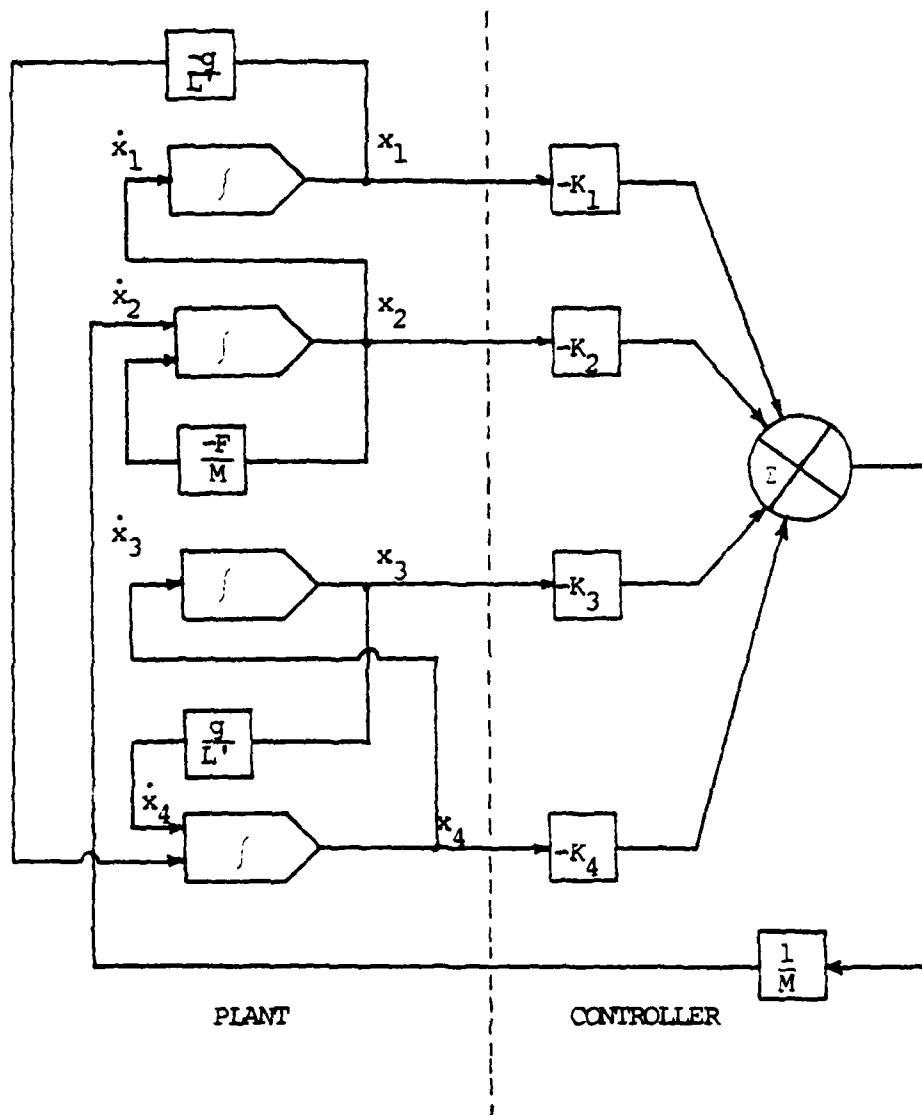 -g
L'
ẋ1
∫
x1
-K1
ẋ2
∫
x2
-K2
-F
M
Σ
ẋ3
∫
x3
-K3
g
L'
ẋ4
∫
x4
-K4
1
M
PLANT
CONTROLLER